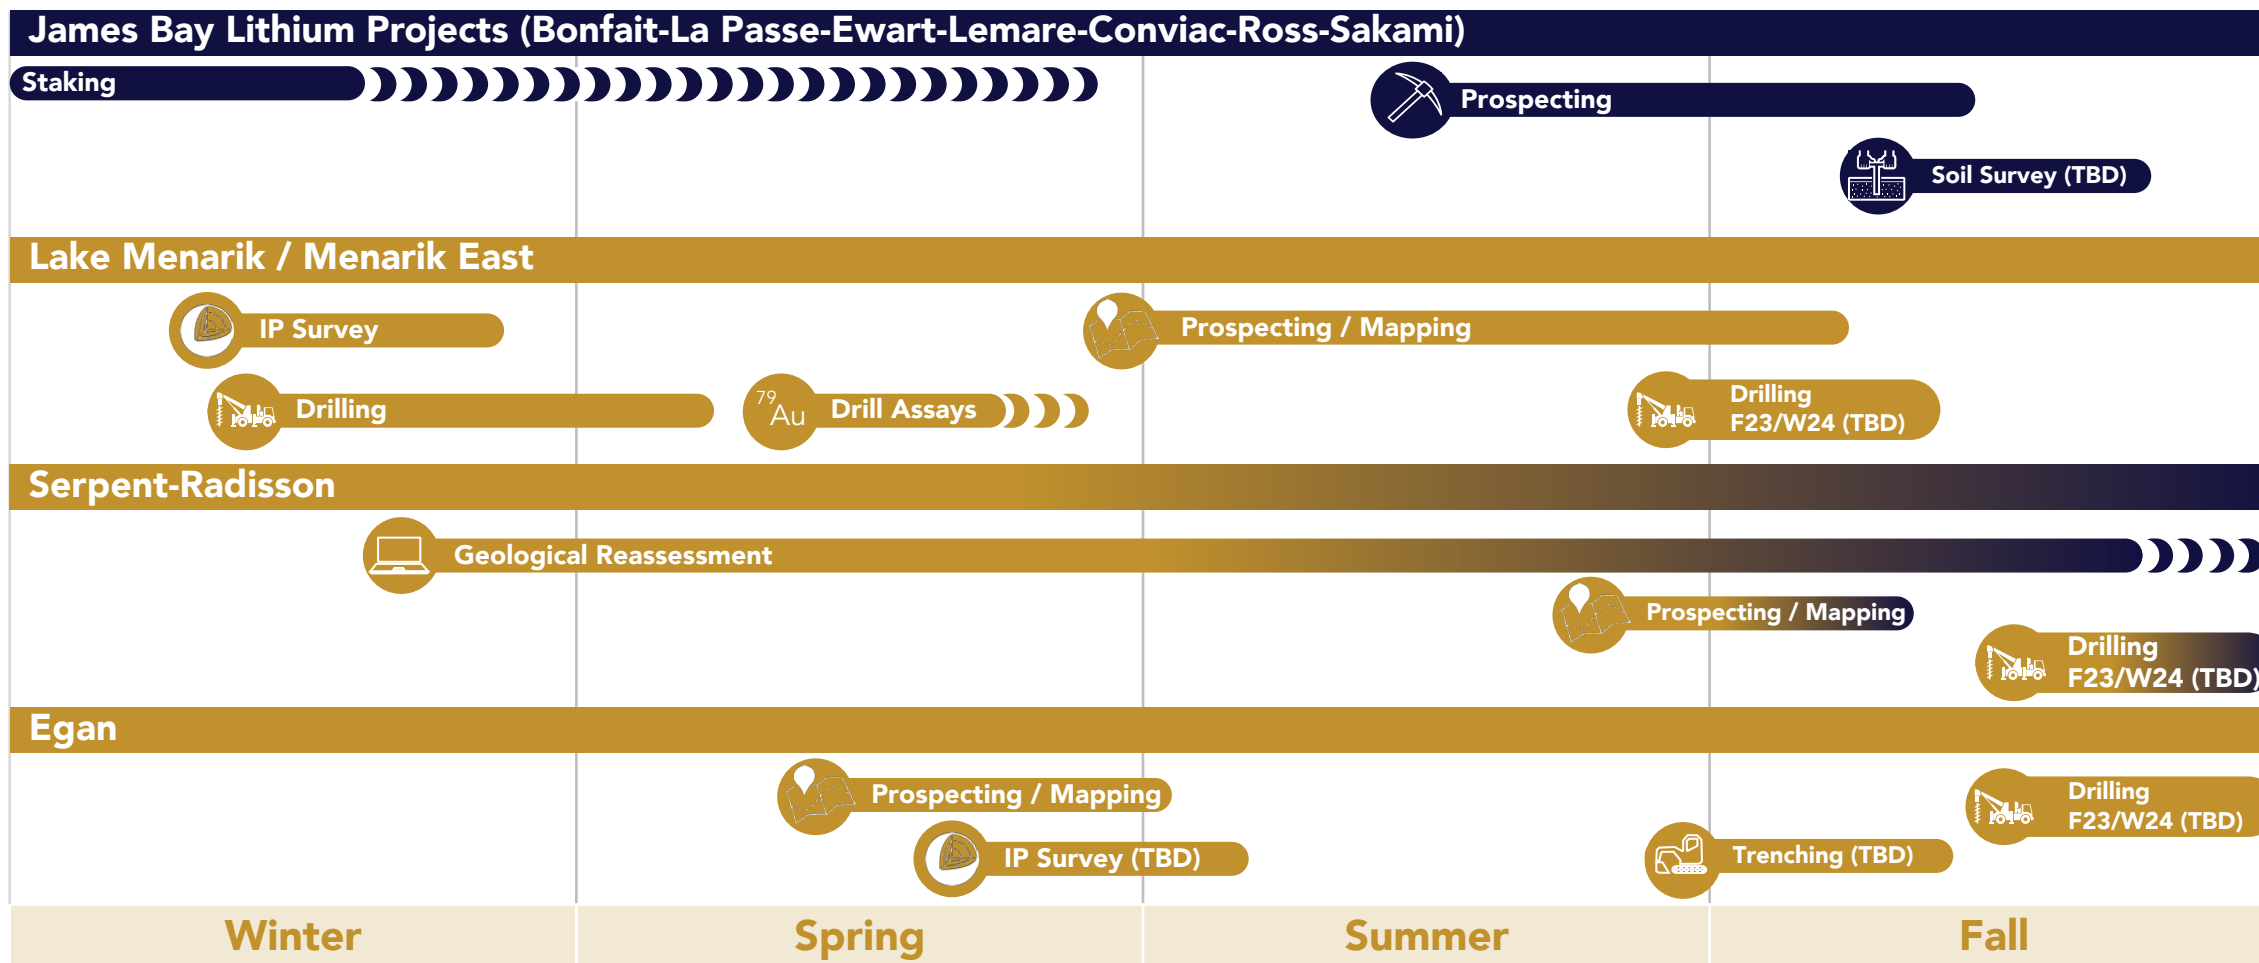 James Bay Lithium Projects (Bonfait-La Passe-Ewart-Lemare-Conviac-Ross-Sakami)
Staking
Prospecting
Soil Survey (TBD)
Lake Menarik / Menarik East
IP Survey
Prospecting / Mapping
Drilling
79
Au
Drill Assays
Drilling
F23/W24 (TBD)
Serpent-Radisson
Geological Reassessment
Prospecting / Mapping
Drilling
F23/W24 (TBD)
Egan
Prospecting / Mapping
Drilling
F23/W24 (TBD)
IP Survey (TBD)
Trenching (TBD)
Winter
Spring
Summer
Fall